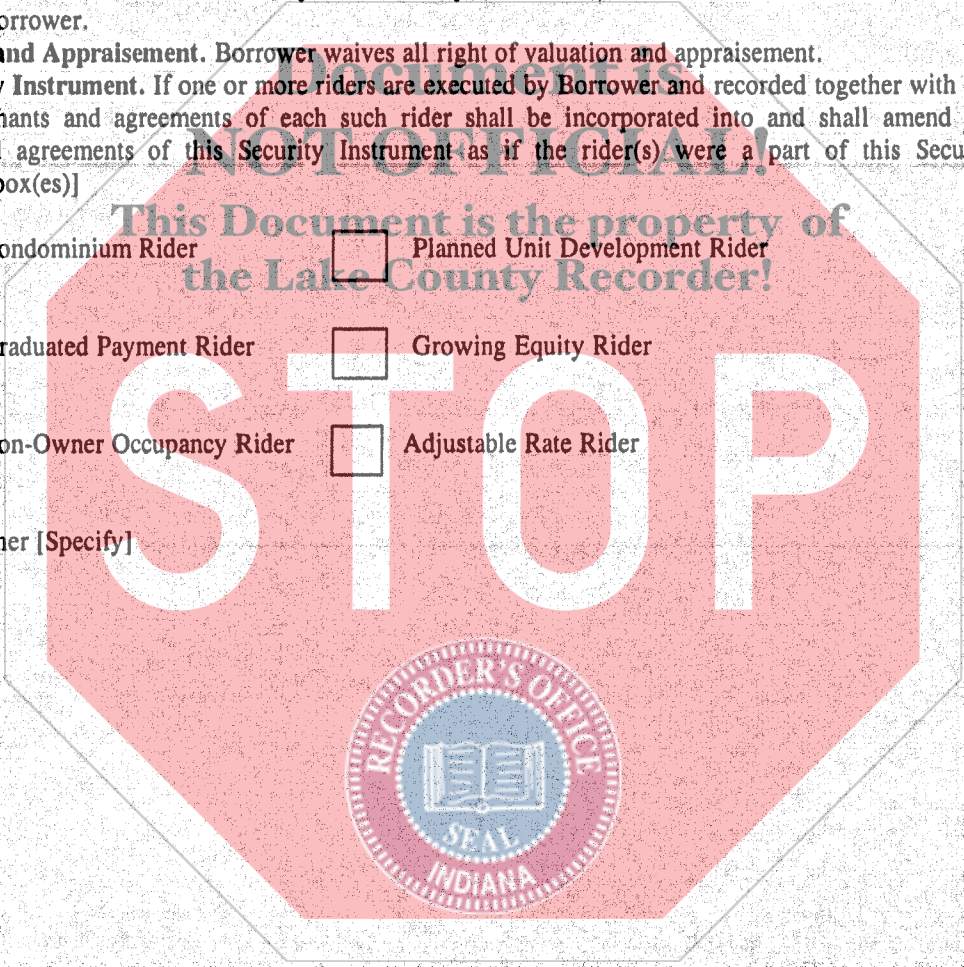 orrower.
and Appraisement. Borrower waives all right of valuation and appraisement.
Instrument. If one or more riders are executed by Borrower and recorded together with
nants and agreements of each such rider shall be incorporated into and shall amend
agreements of this Security Instrument as if the rider(s) were a part of this Secu
box(es)]
Document is
NOT OFFICIAL!
This Document is the property of
the Lake County Recorder!
ondominium Rider Planned Unit Development Rider
raduated Payment Rider Growing Equity Rider
on-Owner Occupancy Rider Adjustable Rate Rider
her [Specify]
STOP
RECORDER'S OFFICE
SEAL
INDIANA